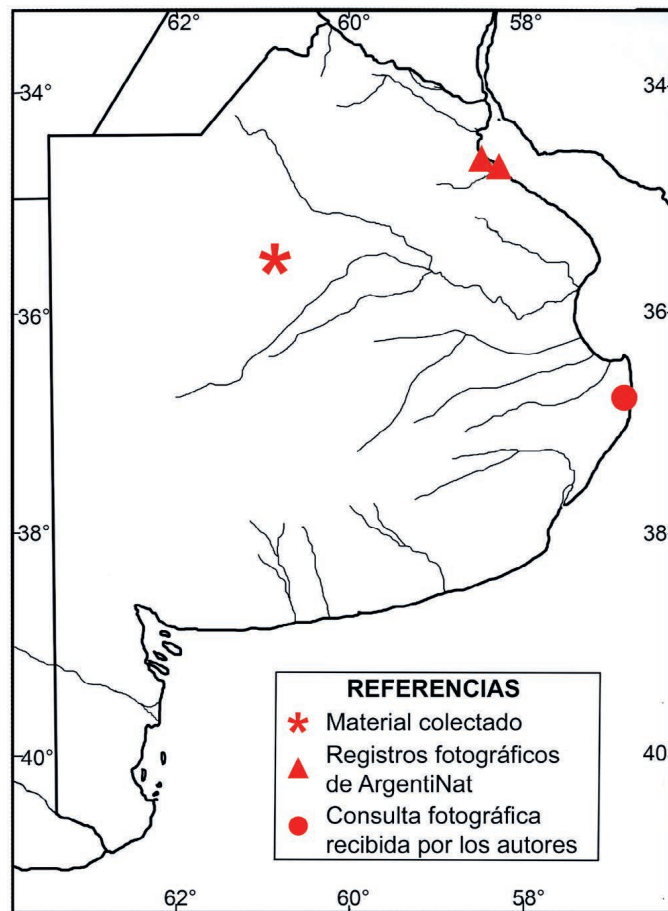 62° 60° 58°
34° 34
36° 36
38° 38
40° 40
REFERENCIAS
Material colectado
Registros fotográficos
de ArgentiNat
Consulta fotográfica
recibida por los autores
62° 60° 58°